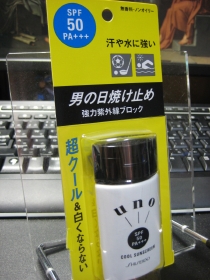 SPF
50
PA+++
無香料・ノンオイリー
汗や水に強い
男の日焼け止め
強力紫外線ブロック
超クール&白くならない
uno
SPF
50
PA+++
COOL SUNSCREEN
SHISEIDO